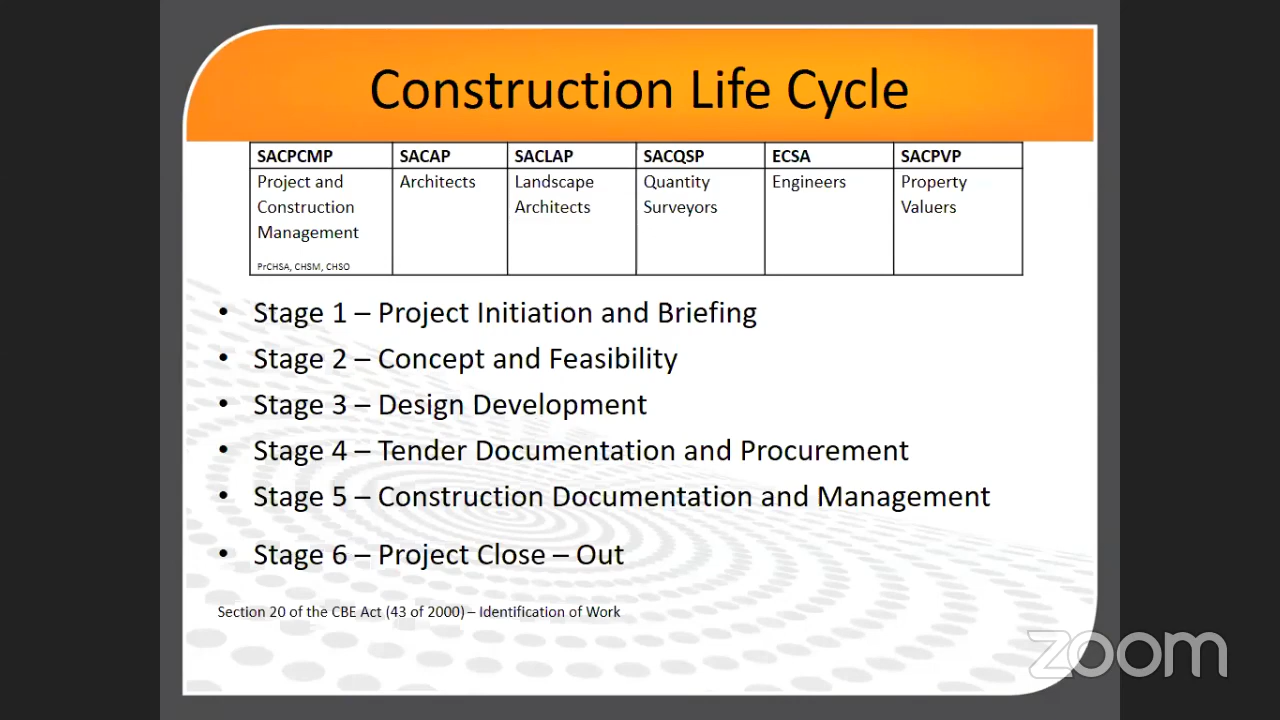 Construction Life Cycle
SACPCMP
Project and
Construction
Management
PrCHSA, CHSM, CHSO
SACAP
Architects
SACLAP
Landscape
Architects
SACQSP
Quantity
Surveyors
ECSA
Engineers
SACPVP
Property
Valuers
• Stage 1 – Project Initiation and Briefing
• Stage 2 – Concept and Feasibility
• Stage 3 – Design Development
• Stage 4 – Tender Documentation and Procurement
• Stage 5 – Construction Documentation and Management
• Stage 6 – Project Close – Out
Section 20 of the CBE Act (43 of 2000) – Identification of Work
zoom